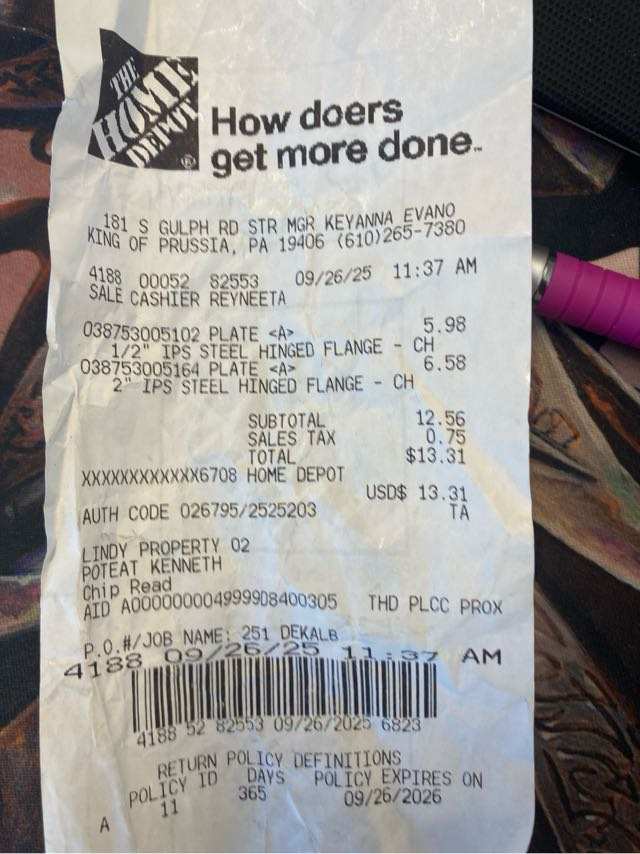 THE
HOME
DEPOT®
How doers
get more done™
181 S GULPH RD STR MGR KEYANNA EVANO
KING OF PRUSSIA, PA 19406 (610)265-7380
4188 00052 82553 09/26/25 11:37 AM
SALE CASHIER REYNEETA
038753005102 PLATE <A> 5.98
1/2" IPS STEEL HINGED FLANGE - CH
038753005164 PLATE <A> 6.58
2" IPS STEEL HINGED FLANGE - CH
SUBTOTAL 12.56
SALES TAX 0.75
TOTAL $13.31
XXXXXXXXXXXX6708 HOME DEPOT
USD$ 13.31
AUTH CODE 026795/2525203 TA
LINDY PROPERTY 02
POTEAT KENNETH
Chip Read
AID A0000000049999D8400305 THD PLCC PROX
P.O.#/JOB NAME: 251 DEKALB
4188 09/26/25 11:37 AM
4188 52 82553 09/26/2025 6823
RETURN POLICY DEFINITIONS
POLICY ID DAYS POLICY EXPIRES ON
A 11 365 09/26/2026